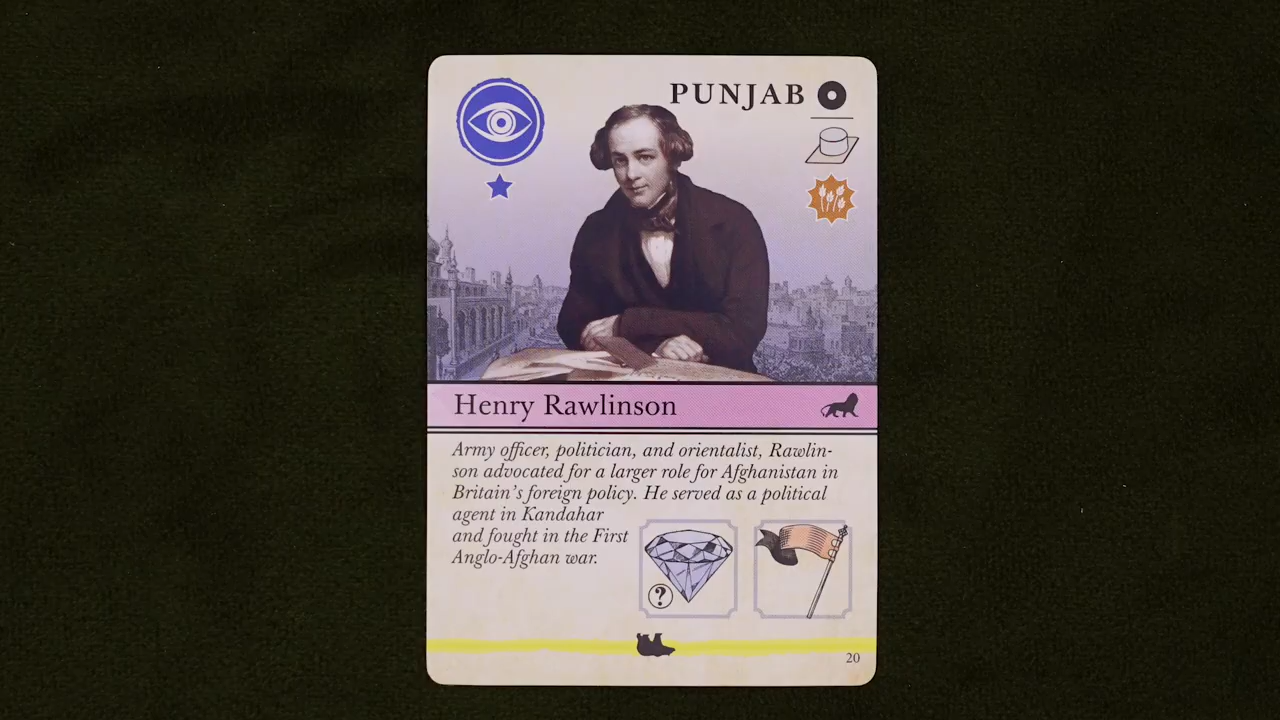 PUNJAB
Henry Rawlinson
Army officer, politician, and orientalist, Rawlin-
son advocated for a larger role for Afghanistan in
Britain's foreign policy. He served as a political
agent in Kandahar
and fought in the First
Anglo-Afghan war.
?
20